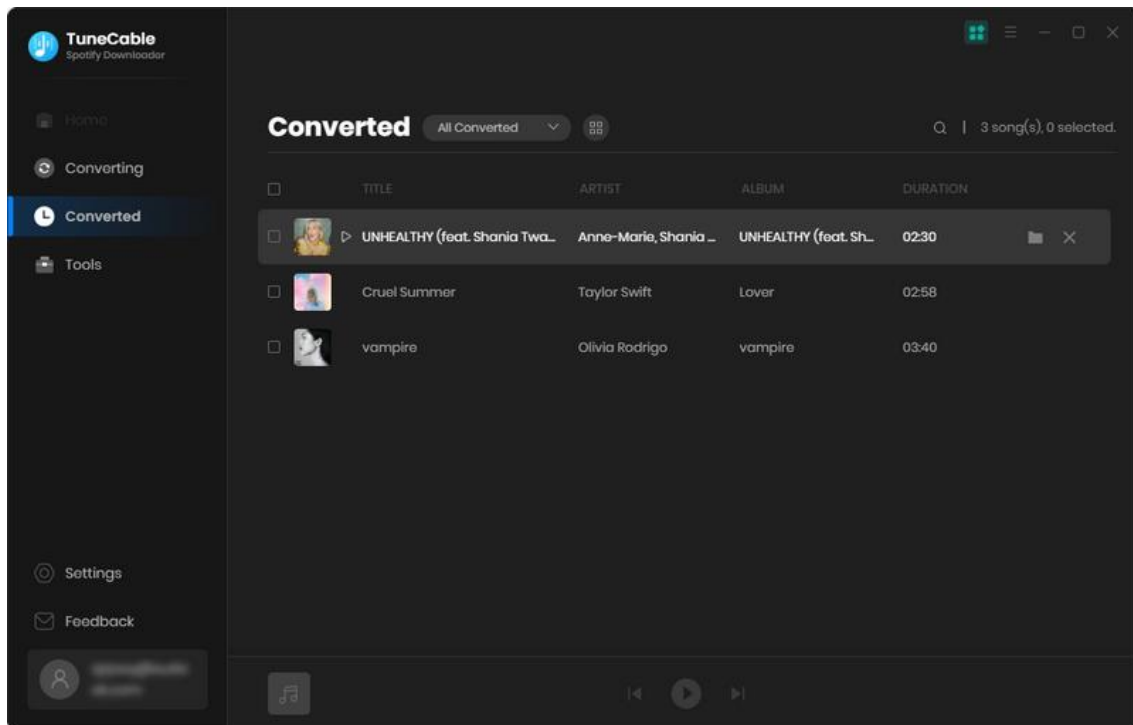 TuneCable
Spotify Downloader
Home
Converting
Converted
Tools
Settings
Feedback
Converted
All Converted
3 song(s), 0 selected.
TITLE ARTIST ALBUM DURATION
UNHEALTHY (feat. Shania Twa... Anne-Marie, Shania ... UNHEALTHY (feat. Sh... 02:30
Cruel Summer Taylor Swift Lover 02:58
vampire Olivia Rodrigo vampire 03:40